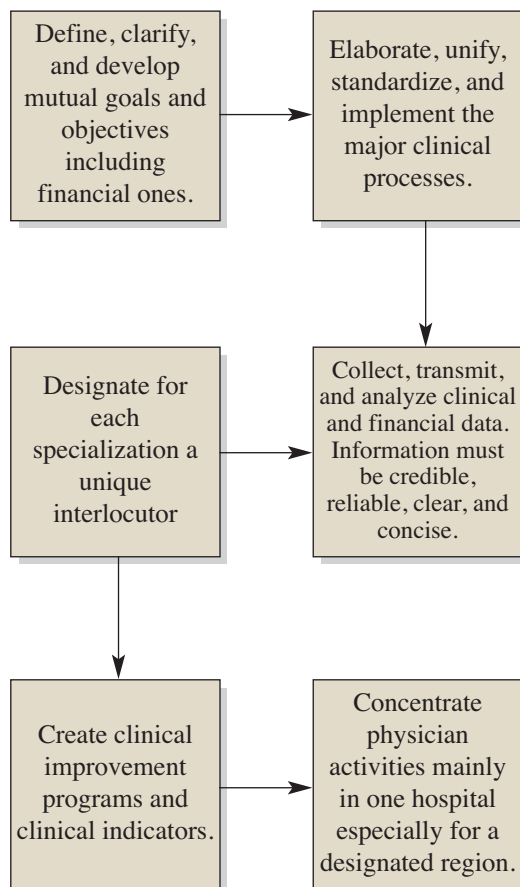 Define, clarify,
and develop
mutual goals and
objectives
including
financial ones.
Elaborate, unify,
standardize, and
implement the
major clinical
processes.
Designate for
each
specialization a
unique
interlocutor
Collect, transmit,
and analyze clinical
and financial data.
Information must
be credible,
reliable, clear, and
concise.
Create clinical
improvement
programs and
clinical indicators.
Concentrate
physician
activities mainly
in one hospital
especially for a
designated region.